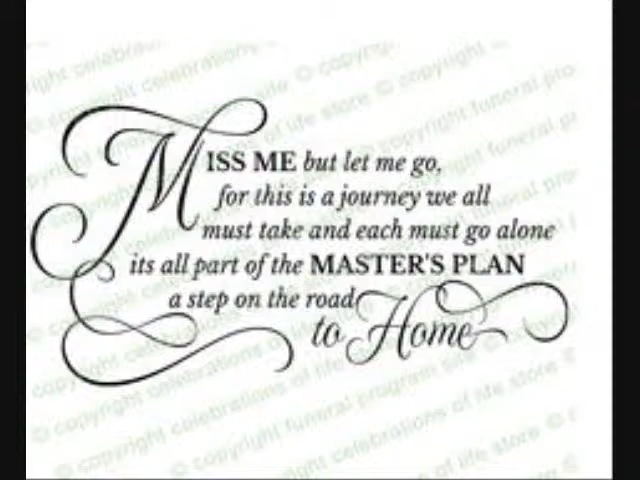 MISS ME but let me go,
for this is a journey we all
must take and each must go alone
its all part of the MASTER'S PLAN
a step on the road
to Home